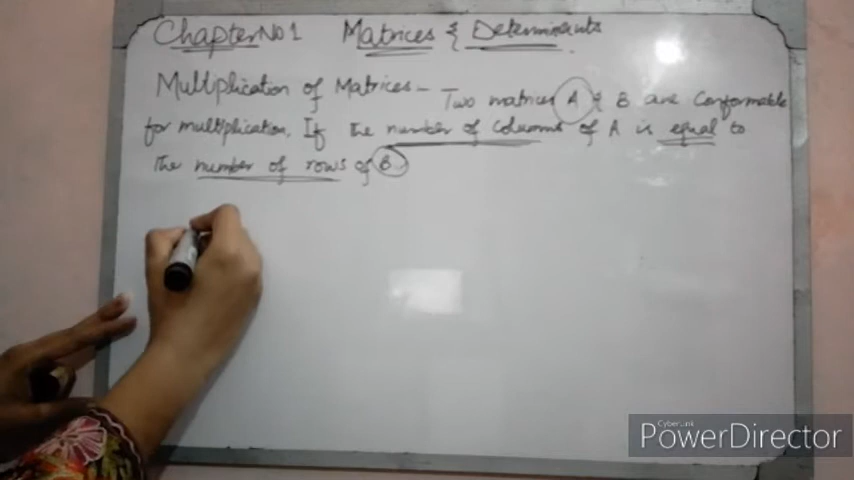 Chapter No 1 Matrices & Determinants
Multiplication of Matrices - Two matrices A & B are Conformable
for multiplication, If the number of Columns of A is equal to
the number of rows of B.
CyberLink
PowerDirector